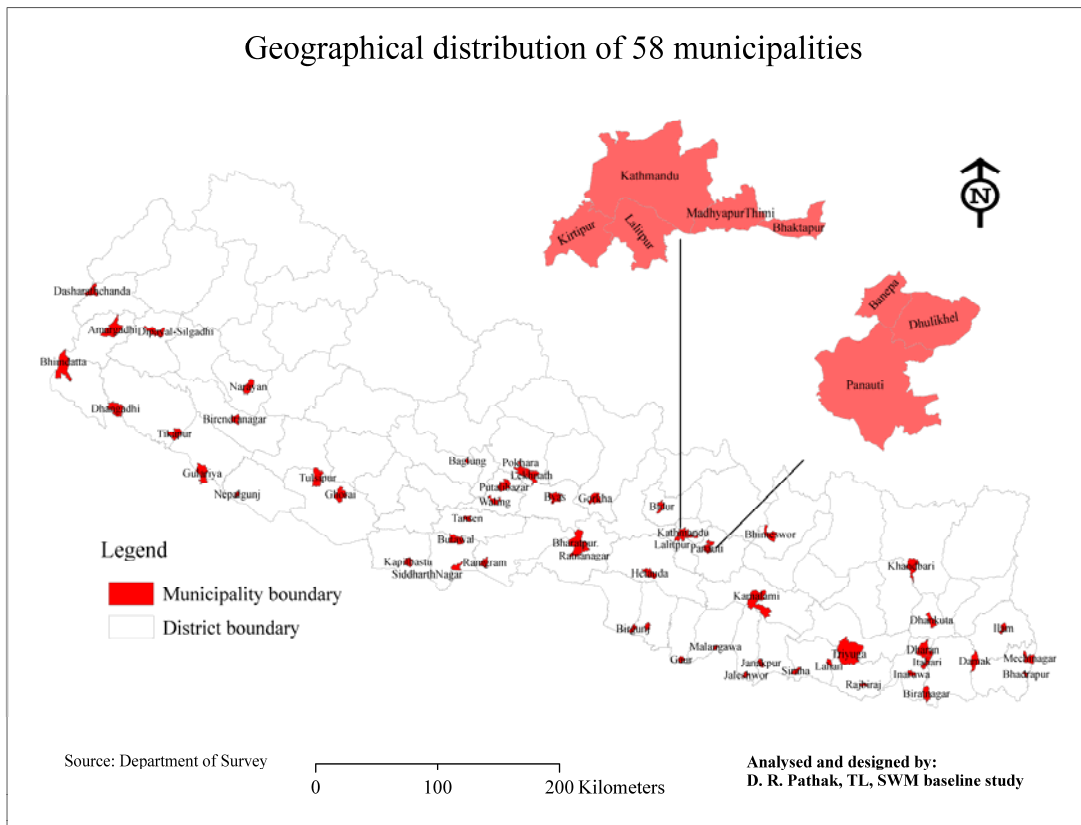 Geographical distribution of 58 municipalities
Kathmandu
MadhyapurThimi
Kirtipur
Lalitpur
Bhaktapur
N
Banepa
Dhulikhel
Panauti
Dasharathchanda
Amargadhi
Dipayal-Silgadhi
Bhimdatta
Narayan
Dhangadhi
Birendranagar
Tikapur
Gulariya
Tulsipur
Nepalgunj
Ghorai
Baglung
Pokhara
Lekhnath
Putalibazar
Waling
Byas
Gorkha
Bidur
Tansen
Kathmandu
Lalitpur
Panauti
Bhimeswor
Butwal
Bharatpur
Ratnanagar
Kapilbastu
Ramgram
SiddharthNagar
Hetauda
Khandbari
Kamalami
Dhankuta
Ilam
Birgunj
Malangawa
Gaur
Janakpur
Jaleshwor
Siraha
Lahan
Triyuga
Rajbiraj
Dharan
Itahari
Inarawa
Biratnagar
Damak
Mechinagar
Bhadrapur
Legend
Municipality boundary
District boundary
Source: Department of Survey
0 100 200 Kilometers
Analysed and designed by:
D. R. Pathak, TL, SWM baseline study